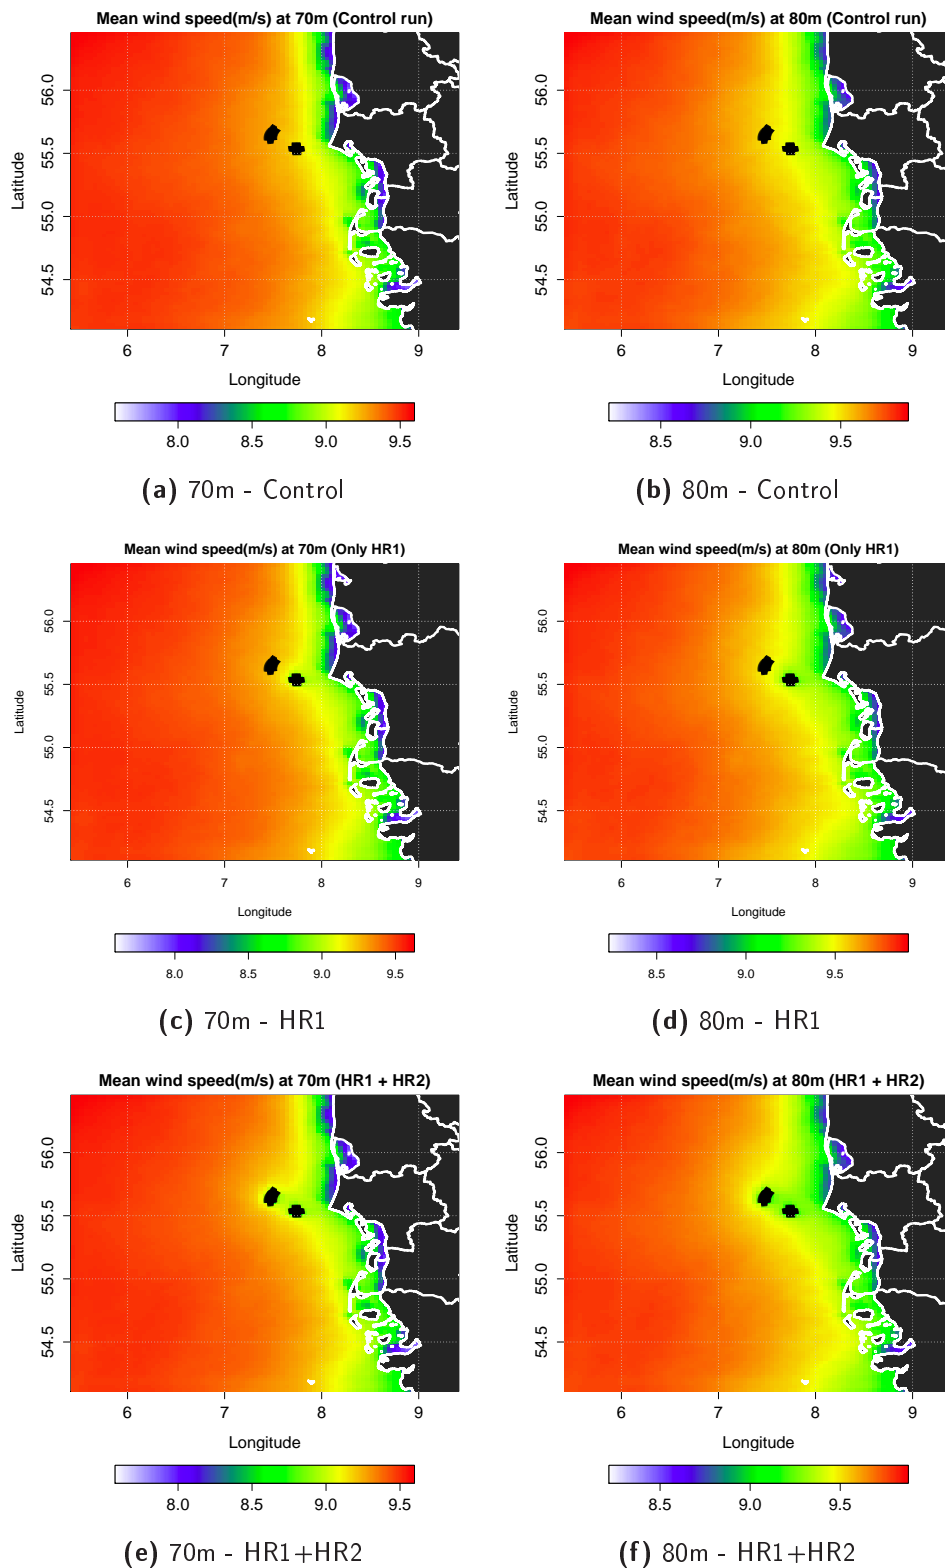 Mean wind speed(m/s) at 70m (Control run)
Latitude
54.5 55.0 55.5 56.0
6 7 8 9
Longitude
8.0 8.5 9.0 9.5
(a) 70m - Control
Mean wind speed(m/s) at 80m (Control run)
Latitude
54.5 55.0 55.5 56.0
6 7 8 9
Longitude
8.5 9.0 9.5
(b) 80m - Control
Mean wind speed(m/s) at 70m (Only HR1)
Latitude
54.5 55.0 55.5 56.0
6 7 8 9
Longitude
8.0 8.5 9.0 9.5
(c) 70m - HR1
Mean wind speed(m/s) at 80m (Only HR1)
Latitude
54.5 55.0 55.5 56.0
6 7 8 9
Longitude
8.5 9.0 9.5
(d) 80m - HR1
Mean wind speed(m/s) at 70m (HR1 + HR2)
Latitude
54.5 55.0 55.5 56.0
6 7 8 9
Longitude
8.0 8.5 9.0 9.5
(e) 70m - HR1+HR2
Mean wind speed(m/s) at 80m (HR1 + HR2)
Latitude
54.5 55.0 55.5 56.0
6 7 8 9
Longitude
8.5 9.0 9.5
(f) 80m - HR1+HR2